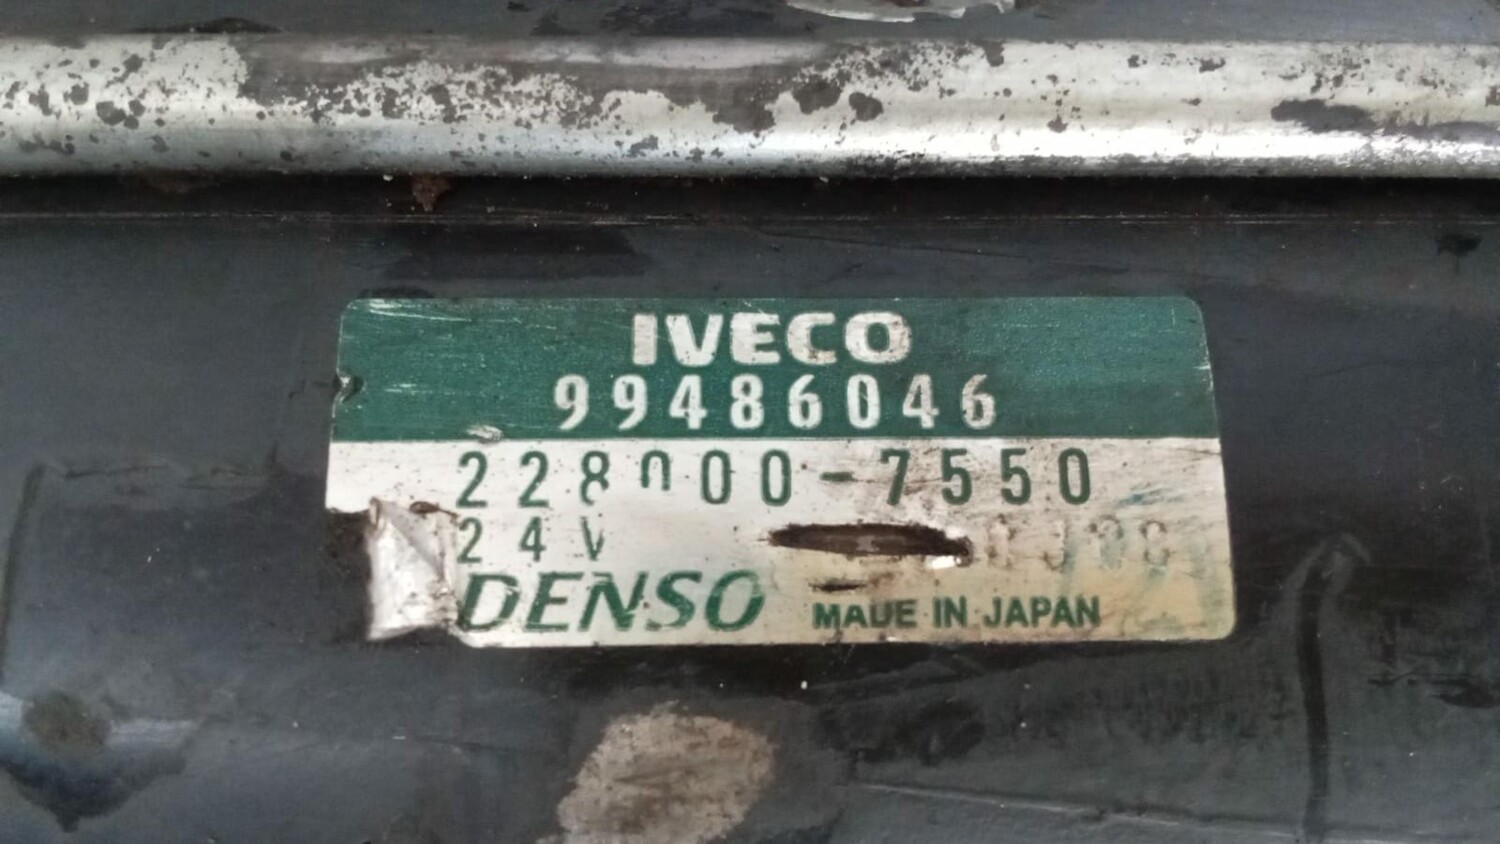 IVECO
99486046
228000-7550
24V
DENSO MADE IN JAPAN